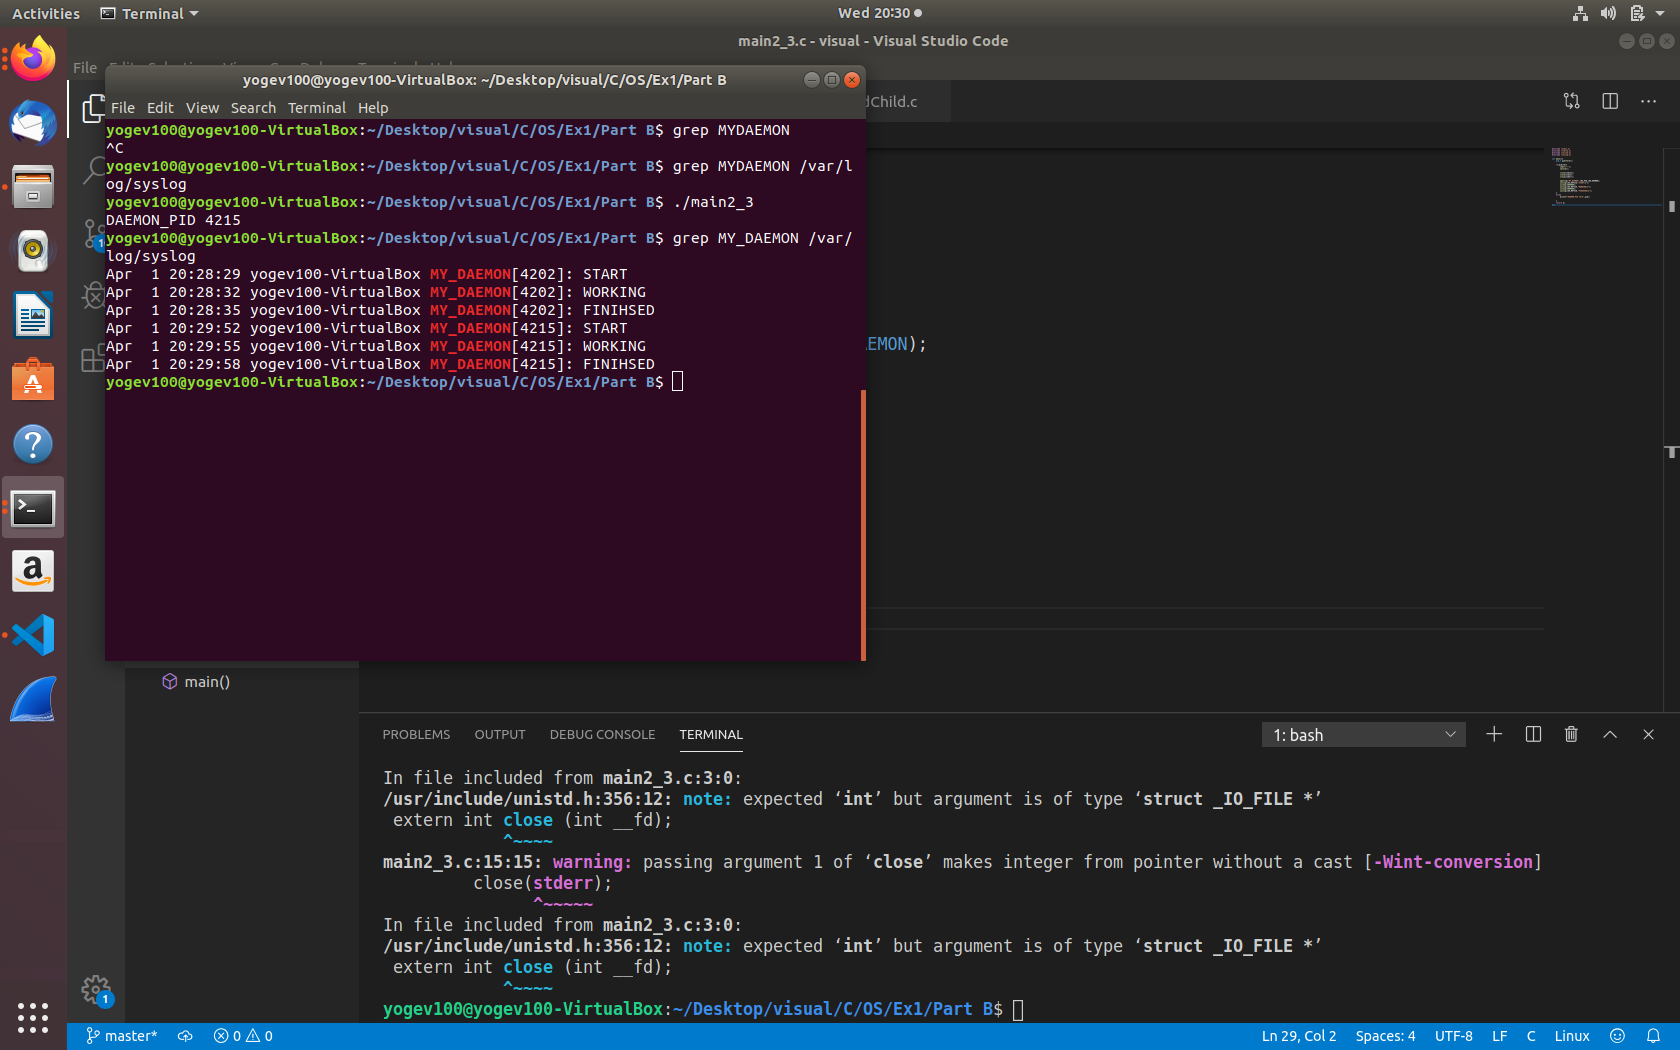 Activities
Terminal
Wed 20:30
main2_3.c - visual - Visual Studio Code
File
yogev100@yogev100-VirtualBox: ~/Desktop/visual/C/OS/Ex1/Part B
File Edit View Search Terminal Help
dChild.c
yogev100@yogev100-VirtualBox:~/Desktop/visual/C/OS/Ex1/Part B$ grep MYDAEMON
^C
yogev100@yogev100-VirtualBox:~/Desktop/visual/C/OS/Ex1/Part B$ grep MYDAEMON /var/l
og/syslog
yogev100@yogev100-VirtualBox:~/Desktop/visual/C/OS/Ex1/Part B$ ./main2_3
DAEMON_PID 4215
yogev100@yogev100-VirtualBox:~/Desktop/visual/C/OS/Ex1/Part B$ grep MY_DAEMON /var/
log/syslog
Apr  1 20:28:29 yogev100-VirtualBox MY_DAEMON[4202]: START
Apr  1 20:28:32 yogev100-VirtualBox MY_DAEMON[4202]: WORKING
Apr  1 20:28:35 yogev100-VirtualBox MY_DAEMON[4202]: FINIHSED
Apr  1 20:29:52 yogev100-VirtualBox MY_DAEMON[4215]: START
Apr  1 20:29:55 yogev100-VirtualBox MY_DAEMON[4215]: WORKING
Apr  1 20:29:58 yogev100-VirtualBox MY_DAEMON[4215]: FINIHSED
yogev100@yogev100-VirtualBox:~/Desktop/visual/C/OS/Ex1/Part B$
EMON);
main()
PROBLEMS OUTPUT DEBUG CONSOLE TERMINAL
1: bash
In file included from main2_3.c:3:0:
/usr/include/unistd.h:356:12: note: expected ‘int’ but argument is of type ‘struct _IO_FILE *’
 extern int close (int __fd);
            ^~~~~
main2_3.c:15:15: warning: passing argument 1 of ‘close’ makes integer from pointer without a cast [-Wint-conversion]
         close(stderr);
               ^~~~~~
In file included from main2_3.c:3:0:
/usr/include/unistd.h:356:12: note: expected ‘int’ but argument is of type ‘struct _IO_FILE *’
 extern int close (int __fd);
            ^~~~~
yogev100@yogev100-VirtualBox:~/Desktop/visual/C/OS/Ex1/Part B$
1
master* 0 0 Ln 29, Col 2 Spaces: 4 UTF-8 LF C Linux